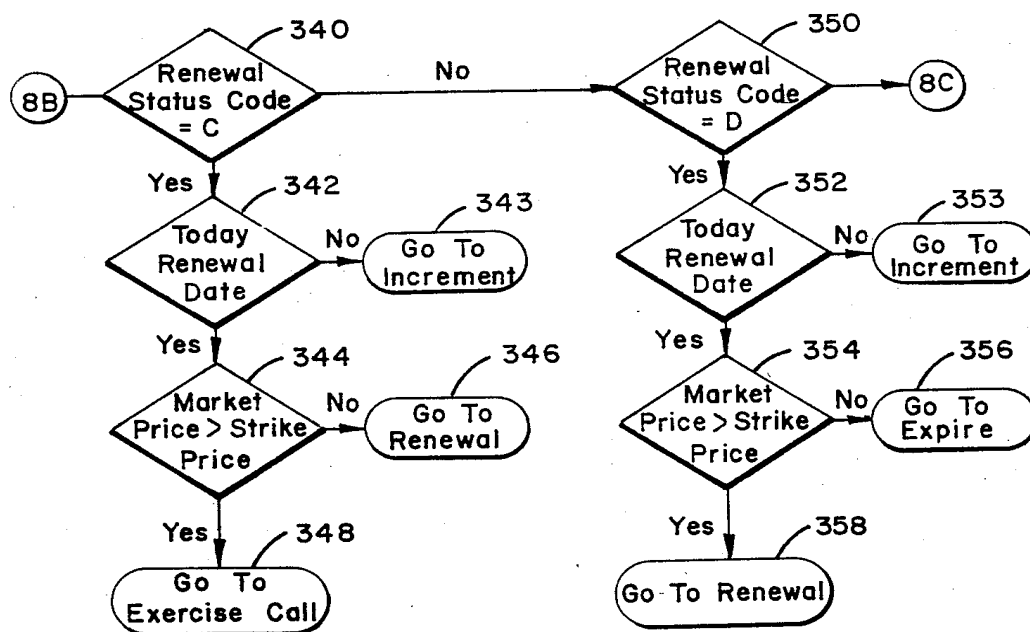 340
350
8B
Renewal
Status Code
= C
No
Renewal
Status Code
= D
8C
Yes
342
343
Yes
352
353
Today
Renewal
Date
No
Go To
Increment
Today
Renewal
Date
No
Go To
Increment
Yes
344
346
Yes
354
356
Market
Price > Strike
Price
No
Go To
Renewal
Market
Price > Strike
Price
No
Go To
Expire
Yes
348
Yes
358
Go To
Exercise Call
Go To Renewal